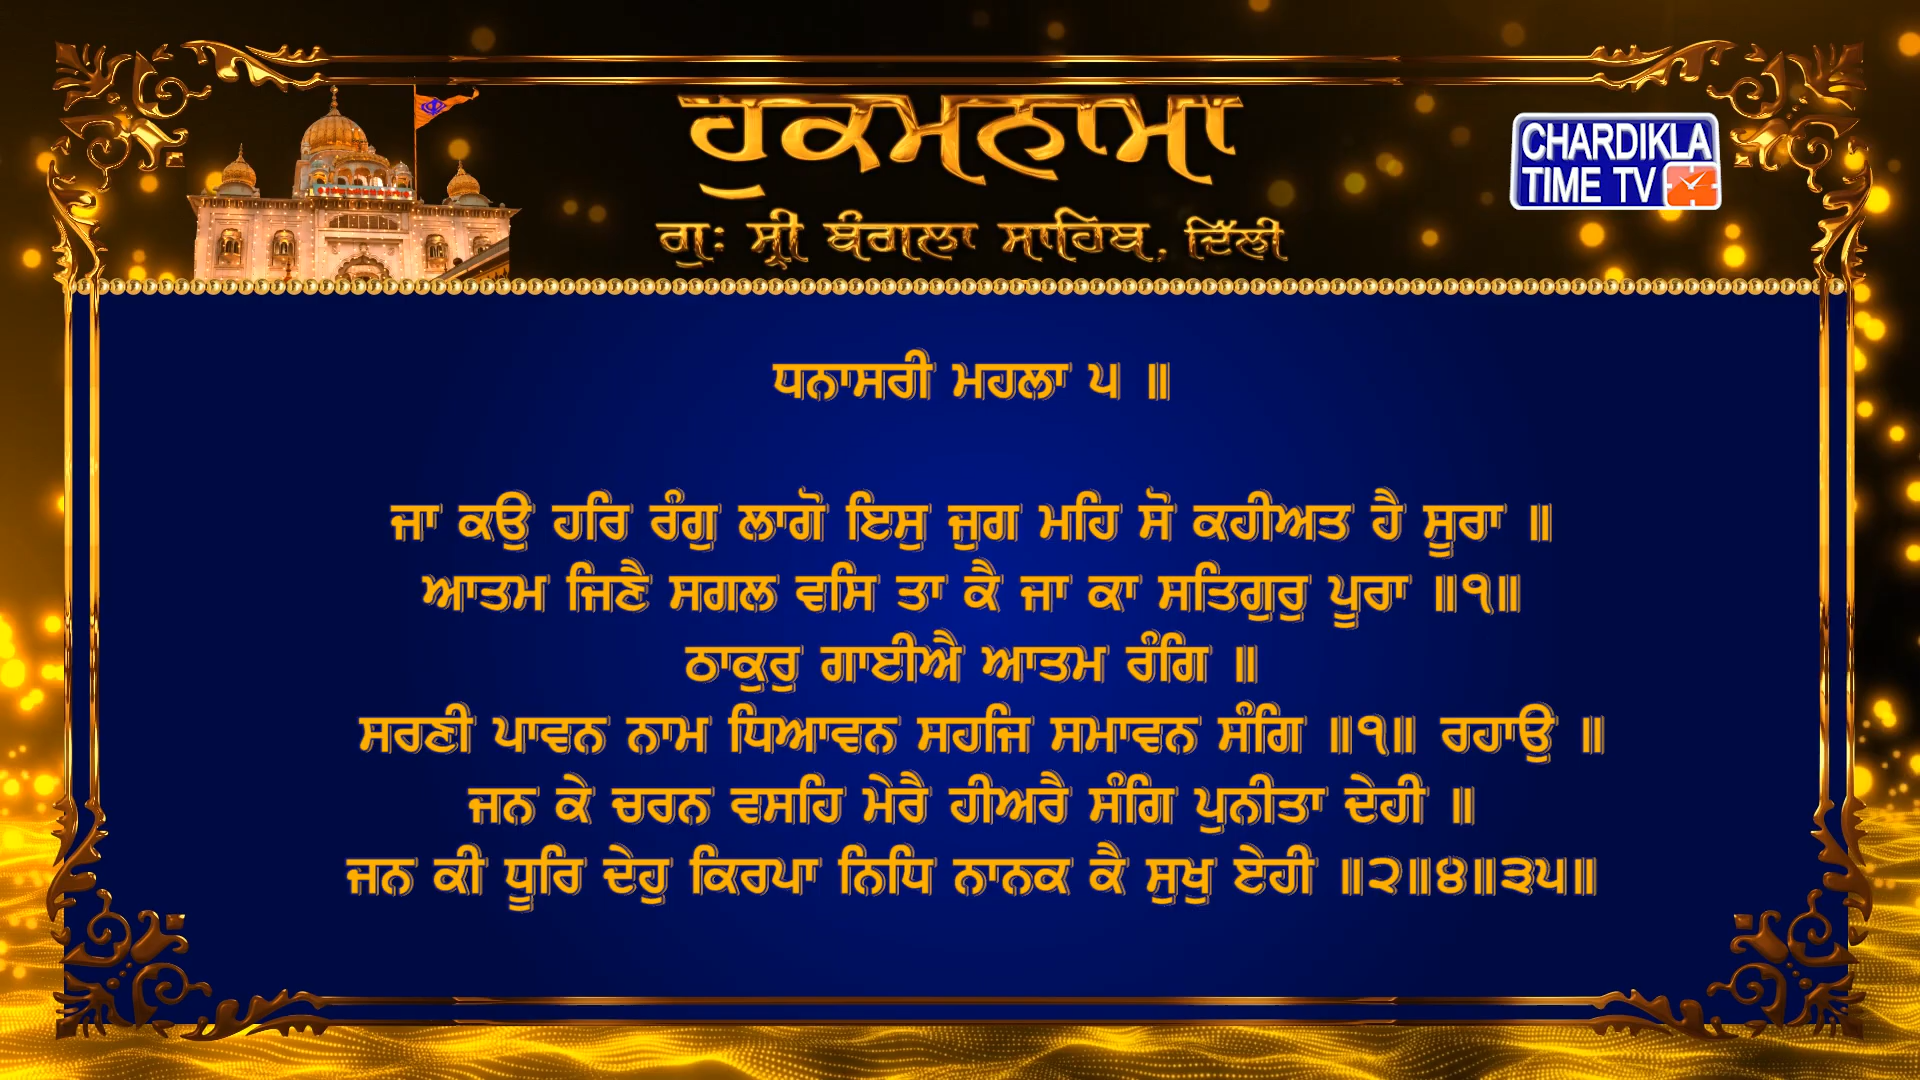 ਹੁਕਮਨਾਮਾ
ਗੁਃ ਸ੍ਰੀ ਬੰਗਲਾ ਸਾਹਿਬ, ਦਿੱਲੀ
CHARDIKLA
TIME TV
ਧਨਾਸਰੀ ਮਹਲਾ ੫ ॥
ਜਾ ਕਉ ਹਰਿ ਰੰਗੁ ਲਾਗੋ ਇਸੁ ਜੁਗ ਮਹਿ ਸੋ ਕਹੀਅਤ ਹੈ ਸੂਰਾ ॥
ਆਤਮ ਜਿਣੈ ਸਗਲ ਵਸਿ ਤਾ ਕੈ ਜਾ ਕਾ ਸਤਿਗੁਰੁ ਪੂਰਾ ॥੧॥
ਠਾਕੁਰੁ ਗਾਈਐ ਆਤਮ ਰੰਗਿ ॥
ਸਰਣੀ ਪਾਵਨ ਨਾਮ ਧਿਆਵਨ ਸਹਜਿ ਸਮਾਵਨ ਸੰਗਿ ॥੧॥ ਰਹਾਉ ॥
ਜਨ ਕੇ ਚਰਨ ਵਸਹਿ ਮੇਰੈ ਹੀਅਰੈ ਸੰਗਿ ਪੁਨੀਤਾ ਦੇਹੀ ॥
ਜਨ ਕੀ ਧੂਰਿ ਦੇਹੁ ਕਿਰਪਾ ਨਿਧਿ ਨਾਨਕ ਕੈ ਸੁਖੁ ਏਹੀ ॥੨॥੪॥੩੫॥